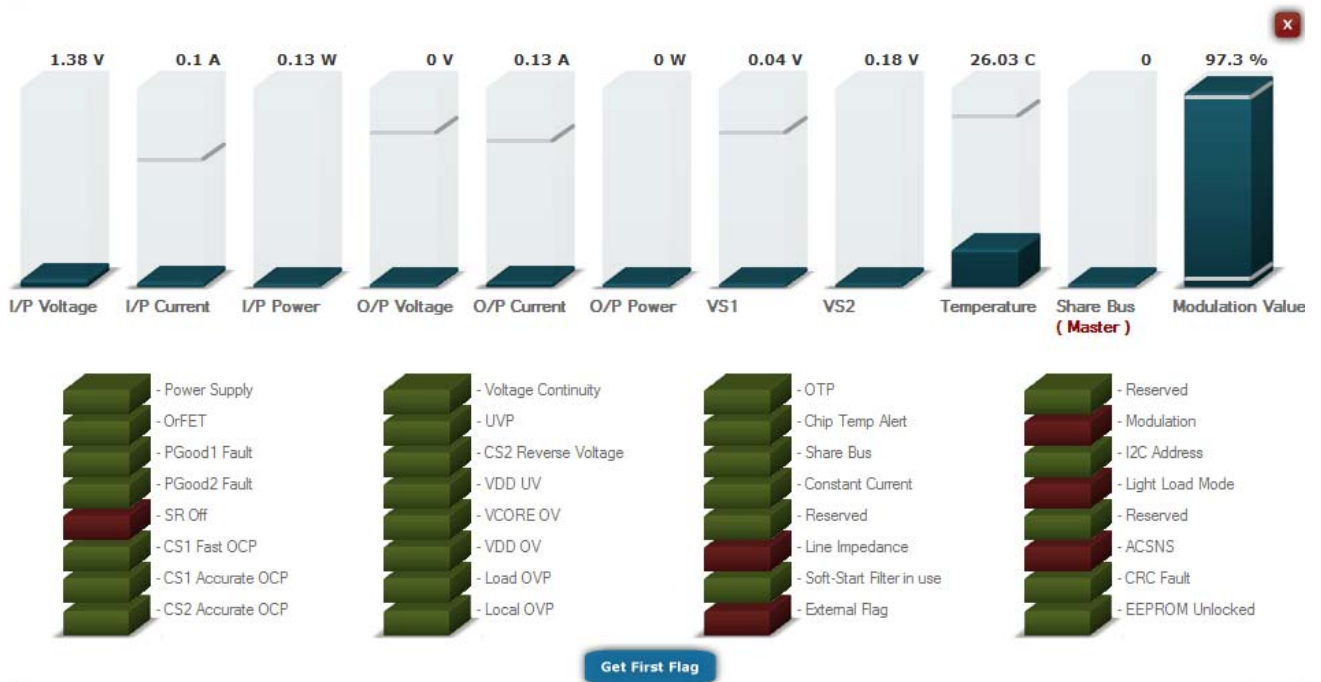 X
1.38 V 0.1 A 0.13 W 0 V 0.13 A 0 W 0.04 V 0.18 V 26.03 C 0 97.3 %
I/P Voltage I/P Current I/P Power O/P Voltage O/P Current O/P Power VS1 VS2 Temperature Share Bus Modulation Value
( Master )
- Power Supply
- OrFET
- PGood1 Fault
- PGood2 Fault
- SR Off
- CS1 Fast OCP
- CS1 Accurate OCP
- CS2 Accurate OCP
- Voltage Continuity
- UVP
- CS2 Reverse Voltage
- VDD UV
- VCORE OV
- VDD OV
- Load OVP
- Local OVP
- OTP
- Chip Temp Alert
- Share Bus
- Constant Current
- Reserved
- Line Impedance
- Soft-Start Filter in use
- External Flag
- Reserved
- Modulation
- I2C Address
- Light Load Mode
- Reserved
- ACSNS
- CRC Fault
- EEPROM Unlocked
Get First Flag